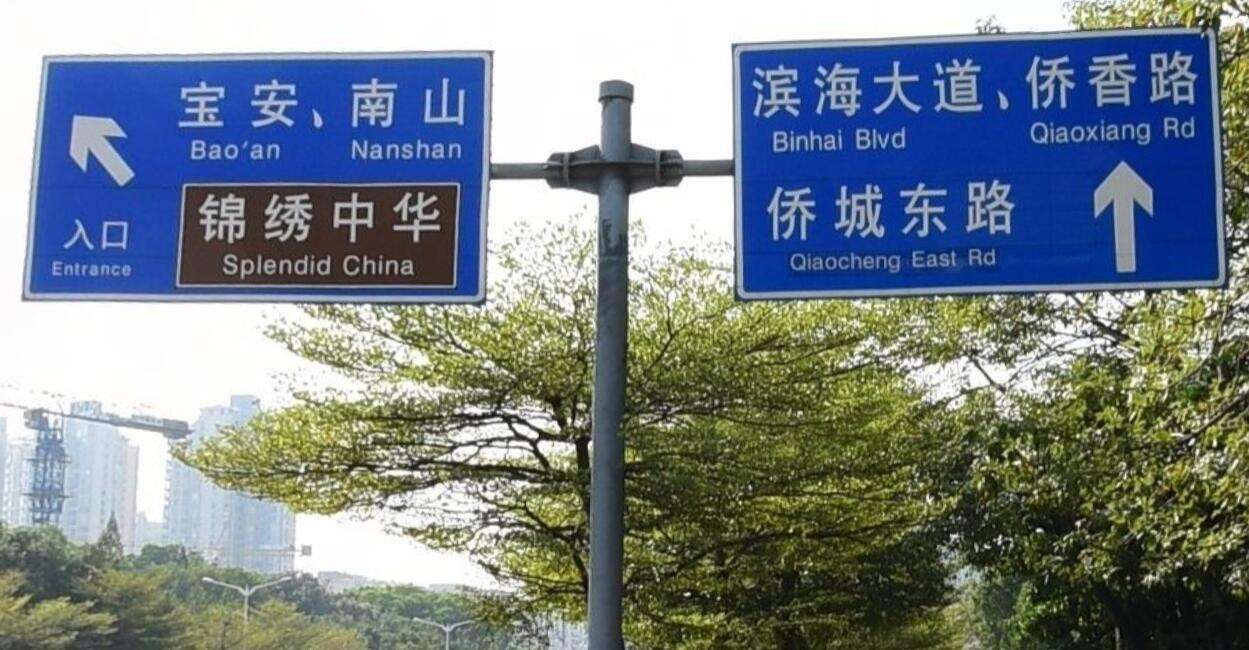 宝安、南山
Bao'an Nanshan
锦绣中华
Splendid China
入口
Entrance
滨海大道、侨香路
Binhai Blvd Qiaoxiang Rd
侨城东路
Qiaocheng East Rd